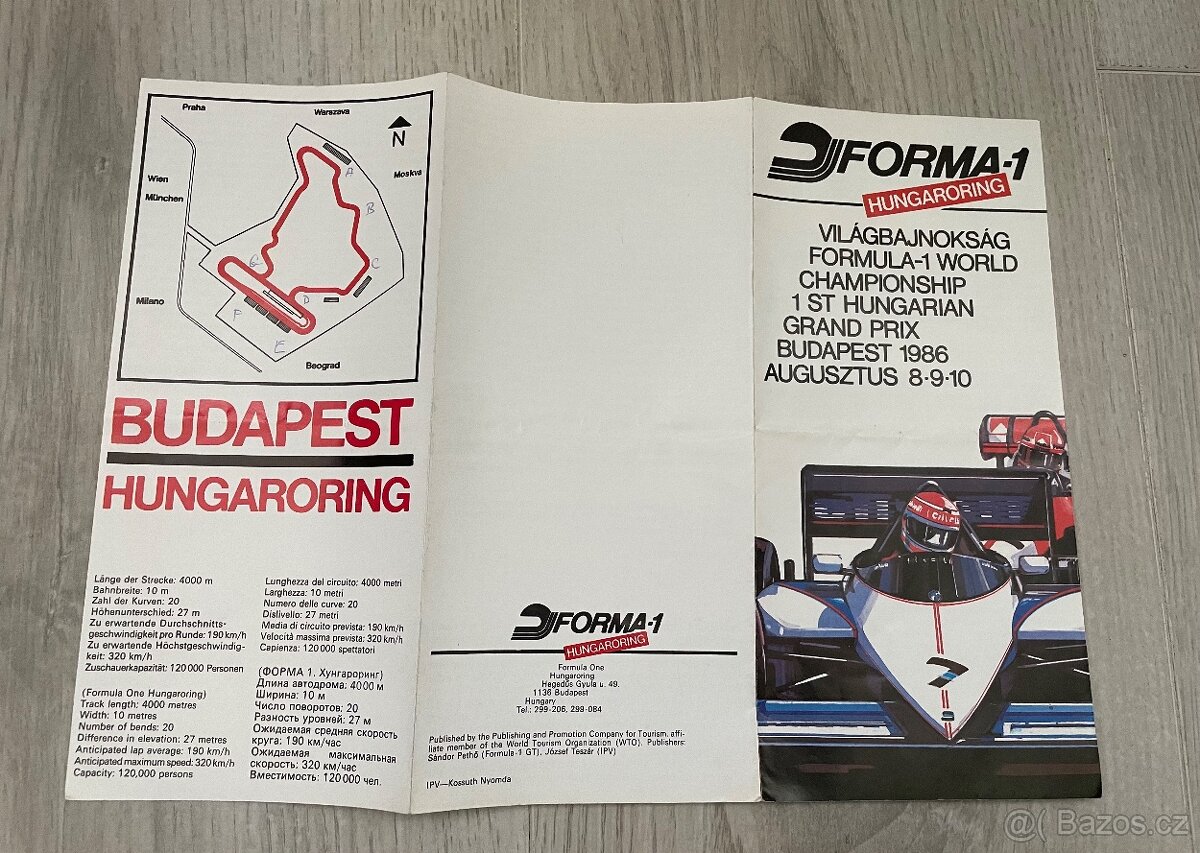 Praha
Warszava
N
Wien
München
Moskva
Milano
Beograd
A
B
C
G
D
F
E
BUDAPEST
HUNGARORING
Länge der Strecke: 4000 m
Bahnbreite: 10 m
Zahl der Kurven: 20
Höhenunterschied: 27 m
Zu erwartende Durchschnitts-
geschwindigkeit pro Runde: 190 km/h
Zu erwartende Höchstgeschwindig-
keit: 320 km/h
Zuschauerkapazität: 120 000 Personen
(Formula One Hungaroring)
Track length: 4000 metres
Width: 10 metres
Number of bends: 20
Difference in elevation: 27 metres
Anticipated lap average: 190 km/h
Anticipated maximum speed: 320 km/h
Capacity: 120,000 persons
Lunghezza del circuito: 4000 metri
Larghezza: 10 metri
Numero delle curve: 20
Dislivello: 27 metri
Media di circuito prevista: 190 km/h
Velocità massima prevista: 320 km/h
Capienza: 120 000 spettatori
(ФОРМА 1. Хунгароринг)
Длина автодрома: 4000 м
Ширина: 10 м
Число поворотов: 20
Разность уровней: 27 м
Ожидаемая средняя скорость
круга: 190 км/час
Ожидаемая максимальная
скорость: 320 км/час
Вместимость: 120 000 чел.
FORMA-1
HUNGARORING
Formula One
Hungaroring
Hegedűs Gyula u. 49.
1136 Budapest
Hungary
Tel.: 299-206, 299-084
Published by the Publishing and Promotion Company for Tourism, affi-
liate member of the World Tourism Organization (WTO). Publishers:
Sándor Pethő (Formula-1 GT), József Teszár (IPV)
IPV—Kossuth Nyomda
FORMA-1
HUNGARORING
VILÁGBAJNOKSÁG
FORMULA-1 WORLD
CHAMPIONSHIP
1 ST HUNGARIAN
GRAND PRIX
BUDAPEST 1986
AUGUSZTUS 8-9-10
7
@( Bazos.cz